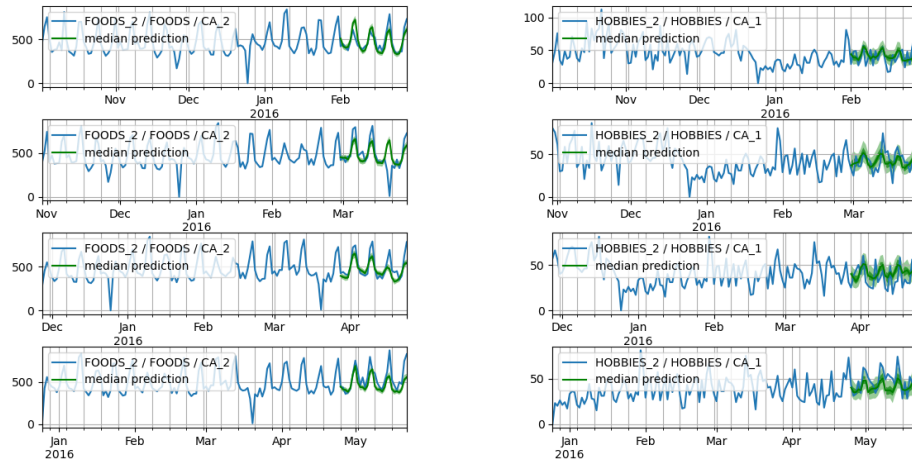 FOODS_2 / FOODS / CA_2
median prediction
500
0
Nov Dec Jan Feb
2016
HOBBIES_2 / HOBBIES / CA_1
median prediction
100
50
0
Nov Dec Jan Feb
2016
FOODS_2 / FOODS / CA_2
median prediction
500
0
Nov Dec Jan Feb Mar
2016
HOBBIES_2 / HOBBIES / CA_1
median prediction
50
0
Nov Dec Jan Feb Mar
2016
FOODS_2 / FOODS / CA_2
median prediction
500
0
Dec Jan Feb Mar Apr
2016
HOBBIES_2 / HOBBIES / CA_1
median prediction
50
0
Dec Jan Feb Mar Apr
2016
FOODS_2 / FOODS / CA_2
median prediction
500
0
Jan Feb Mar Apr May
2016
HOBBIES_2 / HOBBIES / CA_1
median prediction
50
0
Jan Feb Mar Apr May
2016